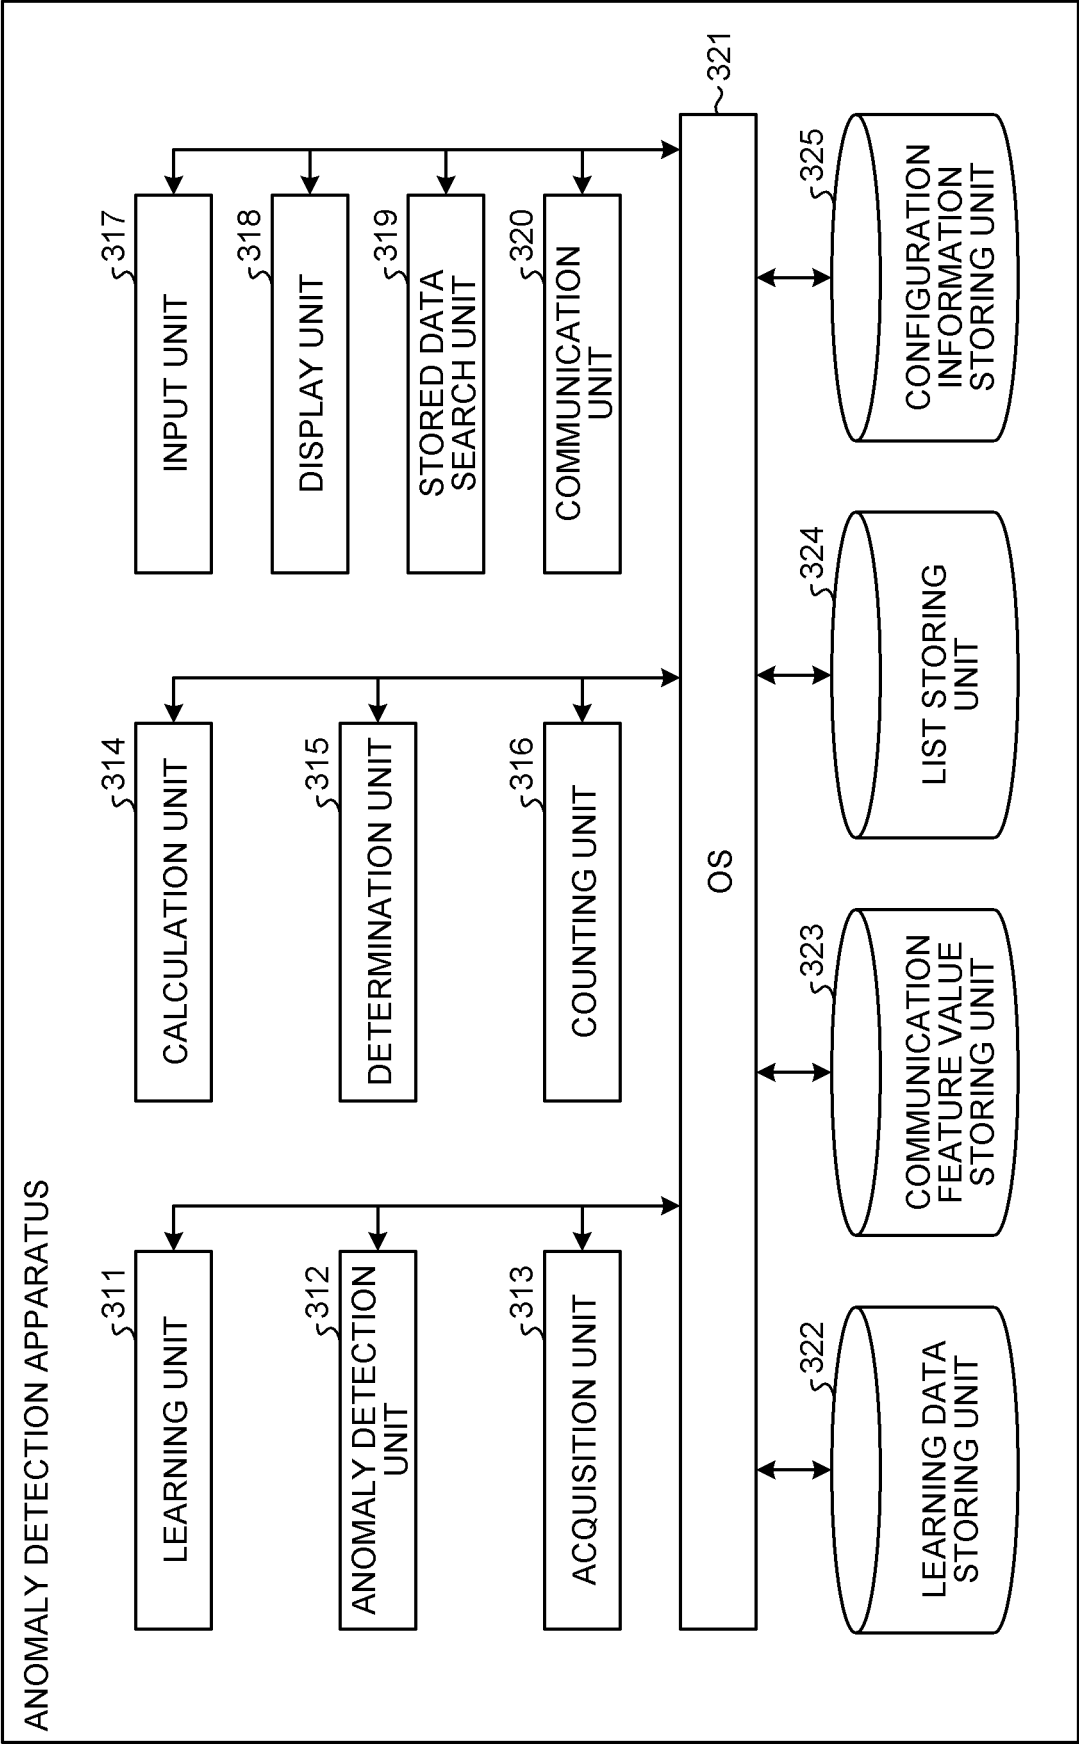 ANOMALY DETECTION APPARATUS
311
LEARNING UNIT
312
ANOMALY DETECTION
UNIT
313
ACQUISITION UNIT
314
CALCULATION UNIT
315
DETERMINATION UNIT
316
COUNTING UNIT
317
INPUT UNIT
318
DISPLAY UNIT
319
STORED DATA
SEARCH UNIT
320
COMMUNICATION
UNIT
321
OS
322
LEARNING DATA
STORING UNIT
323
COMMUNICATION
FEATURE VALUE
STORING UNIT
324
LIST STORING
UNIT
325
CONFIGURATION
INFORMATION
STORING UNIT